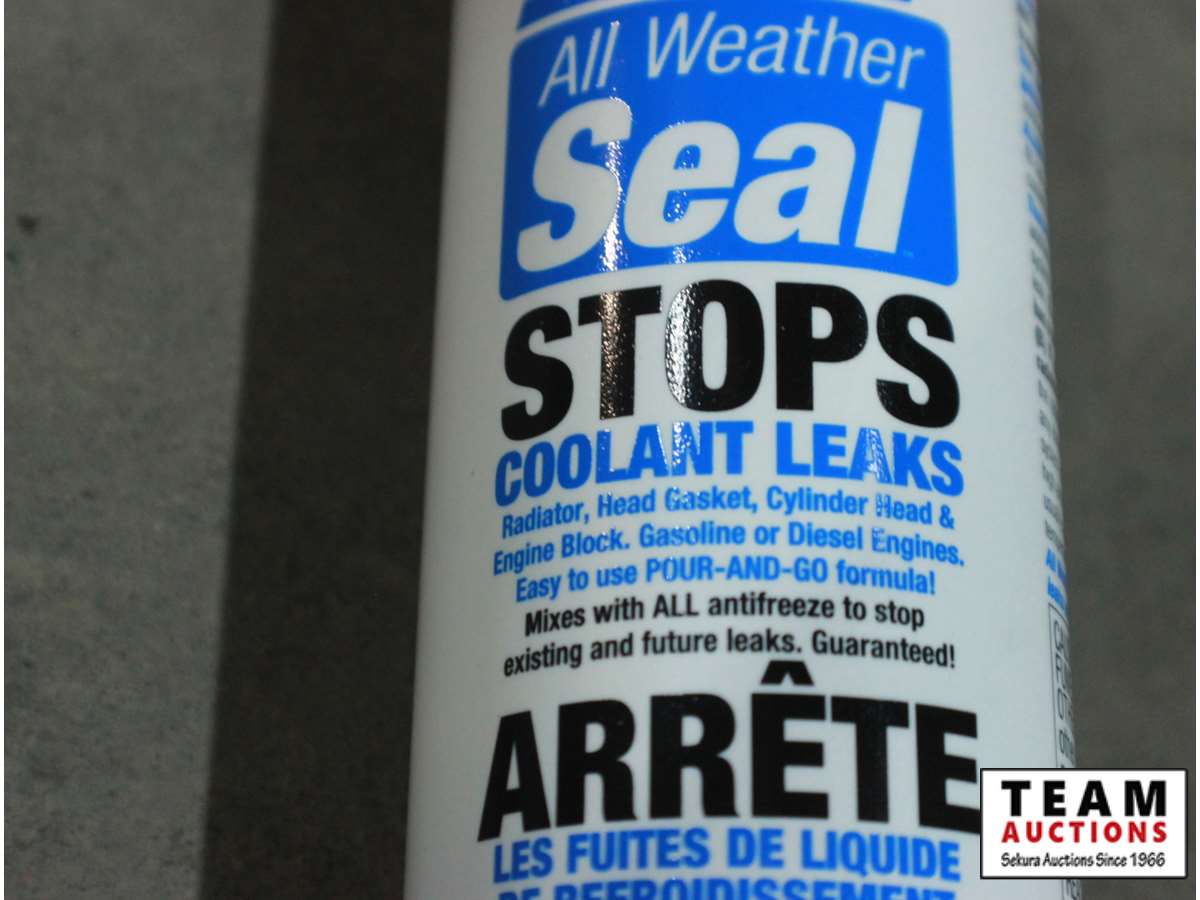 All Weather
Seal
STOPS
COOLANT LEAKS
Radiator, Head Gasket, Cylinder Head &
Engine Block. Gasoline or Diesel Engines.
Easy to use POUR-AND-GO formula!
Mixes with ALL antifreeze to stop
existing and future leaks. Guaranteed!
ARRÊTE
LES FUITES DE LIQUIDE
DE REFROIDISSEMENT
TEAM
AUCTIONS
Sekura Auctions Since 1966